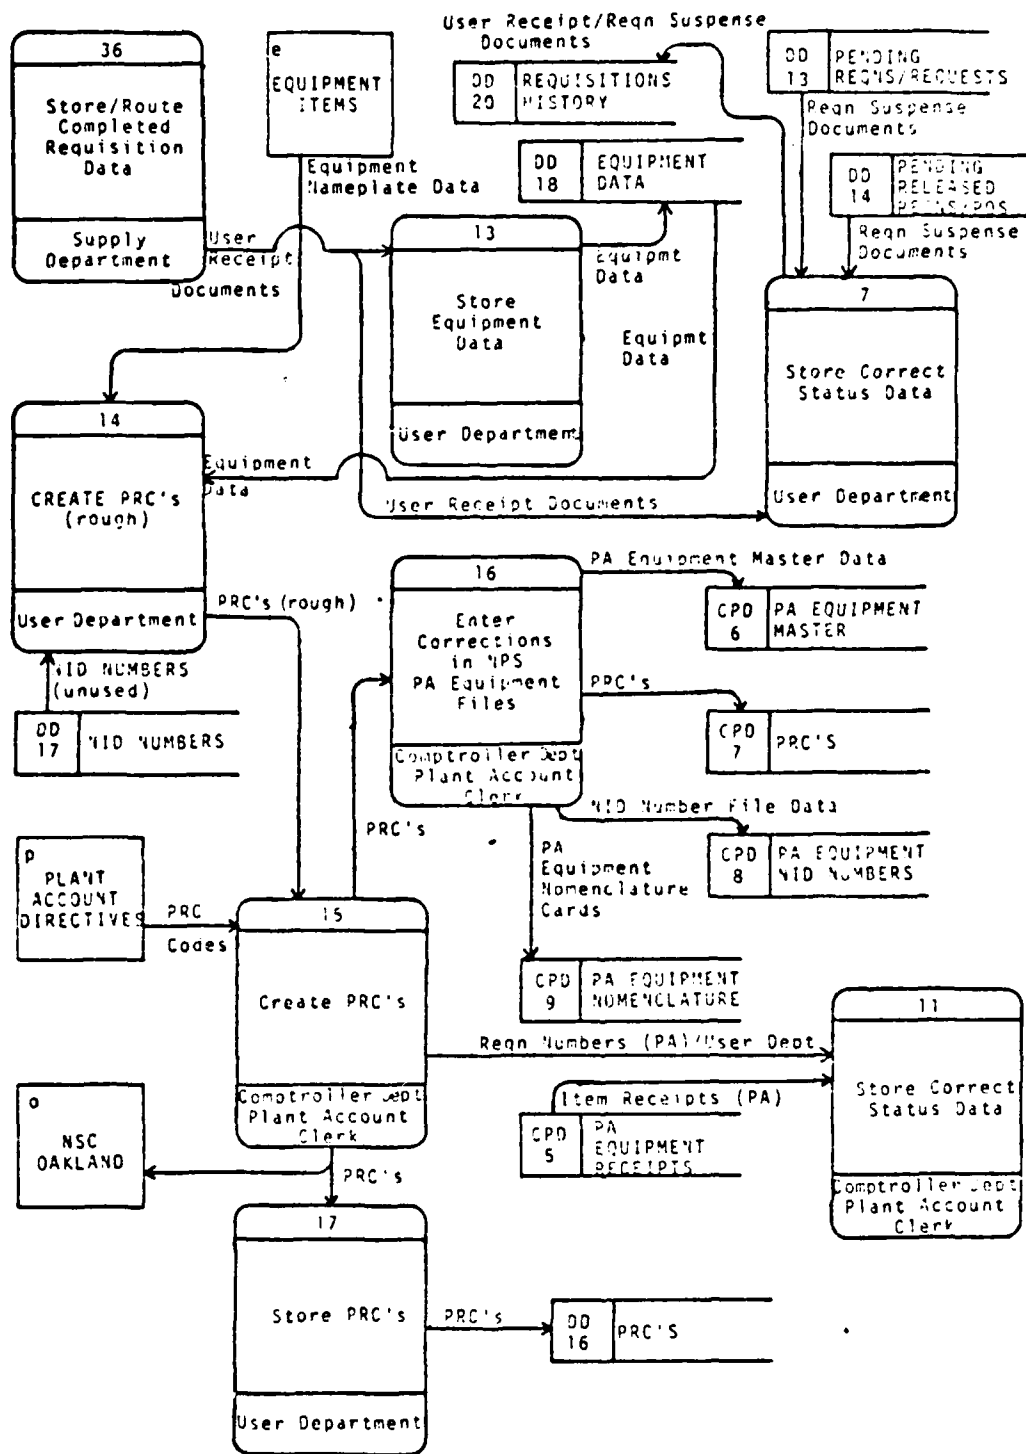 User Receipt/Reqn Suspense
Documents
36
Store/Route
Completed
Requisition
Data
Supply
Department
e
EQUIPMENT
ITEMS
DD
20
REQUISITIONS
HISTORY
DD
13
PENDING
REQNS/REQUESTS
Reqn Suspense
Documents
Equipment
Nameplate Data
DD
18
EQUIPMENT
DATA
DD
14
PENDING
RELEASED
REQNS/POS
Reqn Suspense
Documents
User
Receipt
Documents
13
Store
Equipment
Data
User Department
Equipmt
Data
Equipmt
Data
7
Store Correct
Status Data
User Department
14
CREATE PRC's
(rough)
User Department
Equipment
Data
User Receipt Documents
PRC's (rough)
NID NUMBERS
(unused)
DD
17
NID NUMBERS
16
Enter
Corrections
in NPS
PA Equipment
Files
Comptroller Dept
Plant Account
Clerk
PA Equipment Master Data
CPD
6
PA EQUIPMENT
MASTER
PRC's
CPD
7
PRC'S
NID Number File Data
CPD
8
PA EQUIPMENT
NID NUMBERS
PRC's
PA
Equipment
Nomenclature
Cards
CPD
9
PA EQUIPMENT
NOMENCLATURE
p
PLANT
ACCOUNT
DIRECTIVES
PRC
Codes
15
Create PRC's
Comptroller Dept
Plant Account
Clerk
Reqn Numbers (PA)/User Dept
Item Receipts (PA)
CPD
5
PA
EQUIPMENT
RECEIPTS
11
Store Correct
Status Data
Comptroller Dept
Plant Account
Clerk
o
NSC
OAKLAND
PRC's
17
Store PRC's
User Department
PRC's
DD
16
PRC'S